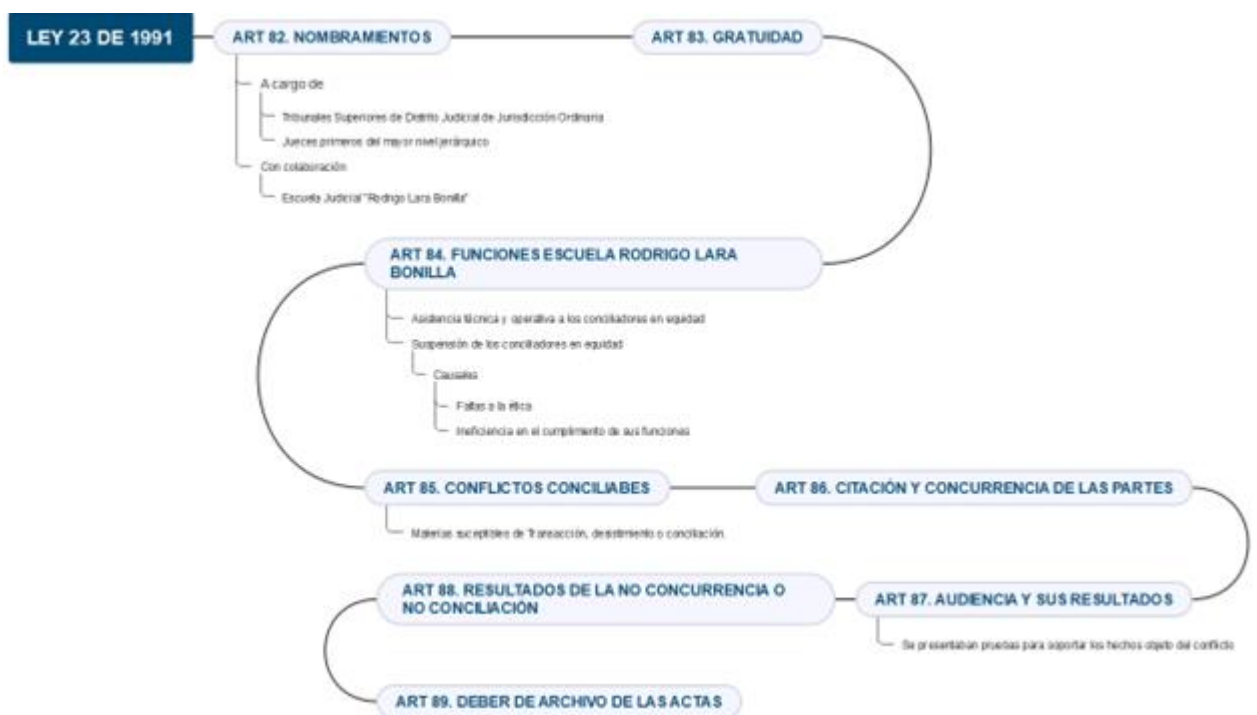 LEY 23 DE 1991
ART 82. NOMBRAMIENTOS
ART 83. GRATUIDAD
A cargo de
Tribunales Superiores de Distrito Judicial de Jurisdicción Ordinaria
Jueces primeros del mayor nivel jerárquico
Con colaboración
Escuela Judicial "Rodrigo Lara Bonilla"
ART 84. FUNCIONES ESCUELA RODRIGO LARA
BONILLA
Asistencia técnica y operativa a los conciliadores en equidad
Suspensión de los conciliadores en equidad
Causales
Faltas a la ética
Ineficiencia en el cumplimento de sus funciones
ART 85. CONFLICTOS CONCILIABES
ART 86. CITACIÓN Y CONCURRENCIA DE LAS PARTES
Materias suceptibles de Transacción, desistimiento o conciliación.
ART 88. RESULTADOS DE LA NO CONCURRENCIA O
NO CONCILIACIÓN
ART 87. AUDIENCIA Y SUS RESULTADOS
Se presentaban pruebas para soportar los hechos objeto del conflicto
ART 89. DEBER DE ARCHIVO DE LAS ACTAS